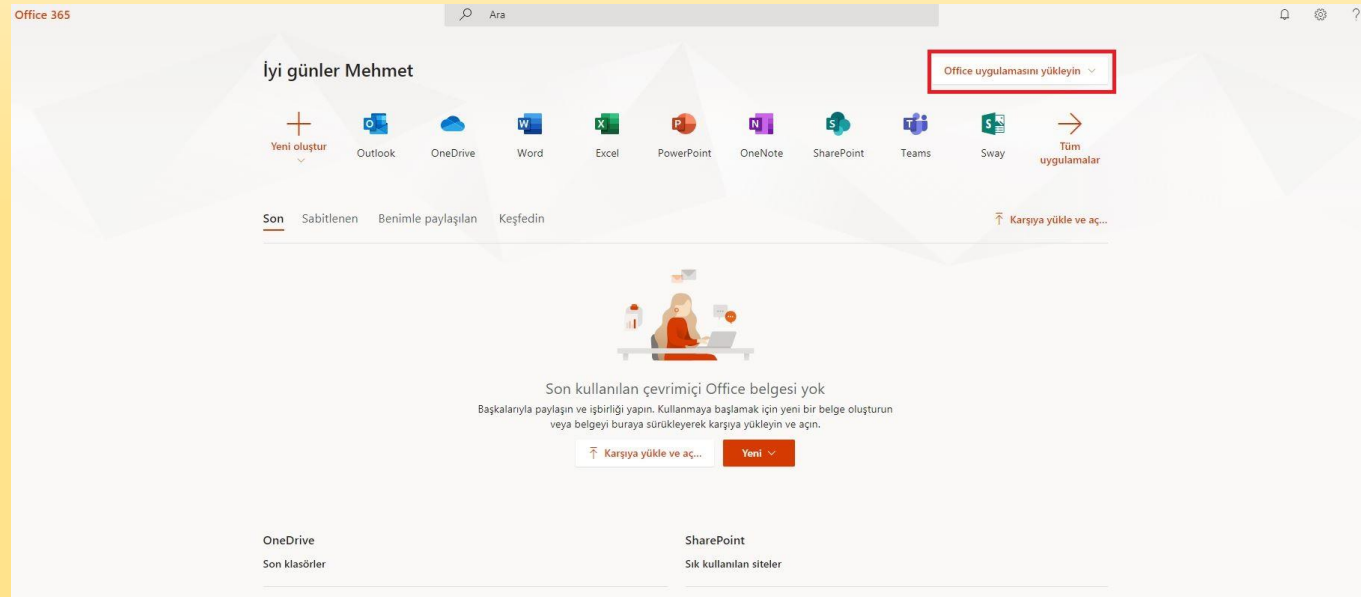 Office 365
Ara
?
İyi günler Mehmet
Office uygulamasını yükleyin
Yeni oluştur
Outlook
OneDrive
Word
Excel
PowerPoint
OneNote
SharePoint
Teams
Sway
Tüm
uygulamalar
Son Sabitlenen Benimle paylaşılan Keşfedin
Karşıya yükle ve aç...
Son kullanılan çevrimiçi Office belgesi yok
Başkalarıyla paylaşın ve işbirliği yapın. Kullanmaya başlamak için yeni bir belge oluşturun
veya belgeyi buraya sürükleyerek karşıya yükleyin ve açın.
Karşıya yükle ve aç...
Yeni
OneDrive
Son klasörler
SharePoint
Sık kullanılan siteler